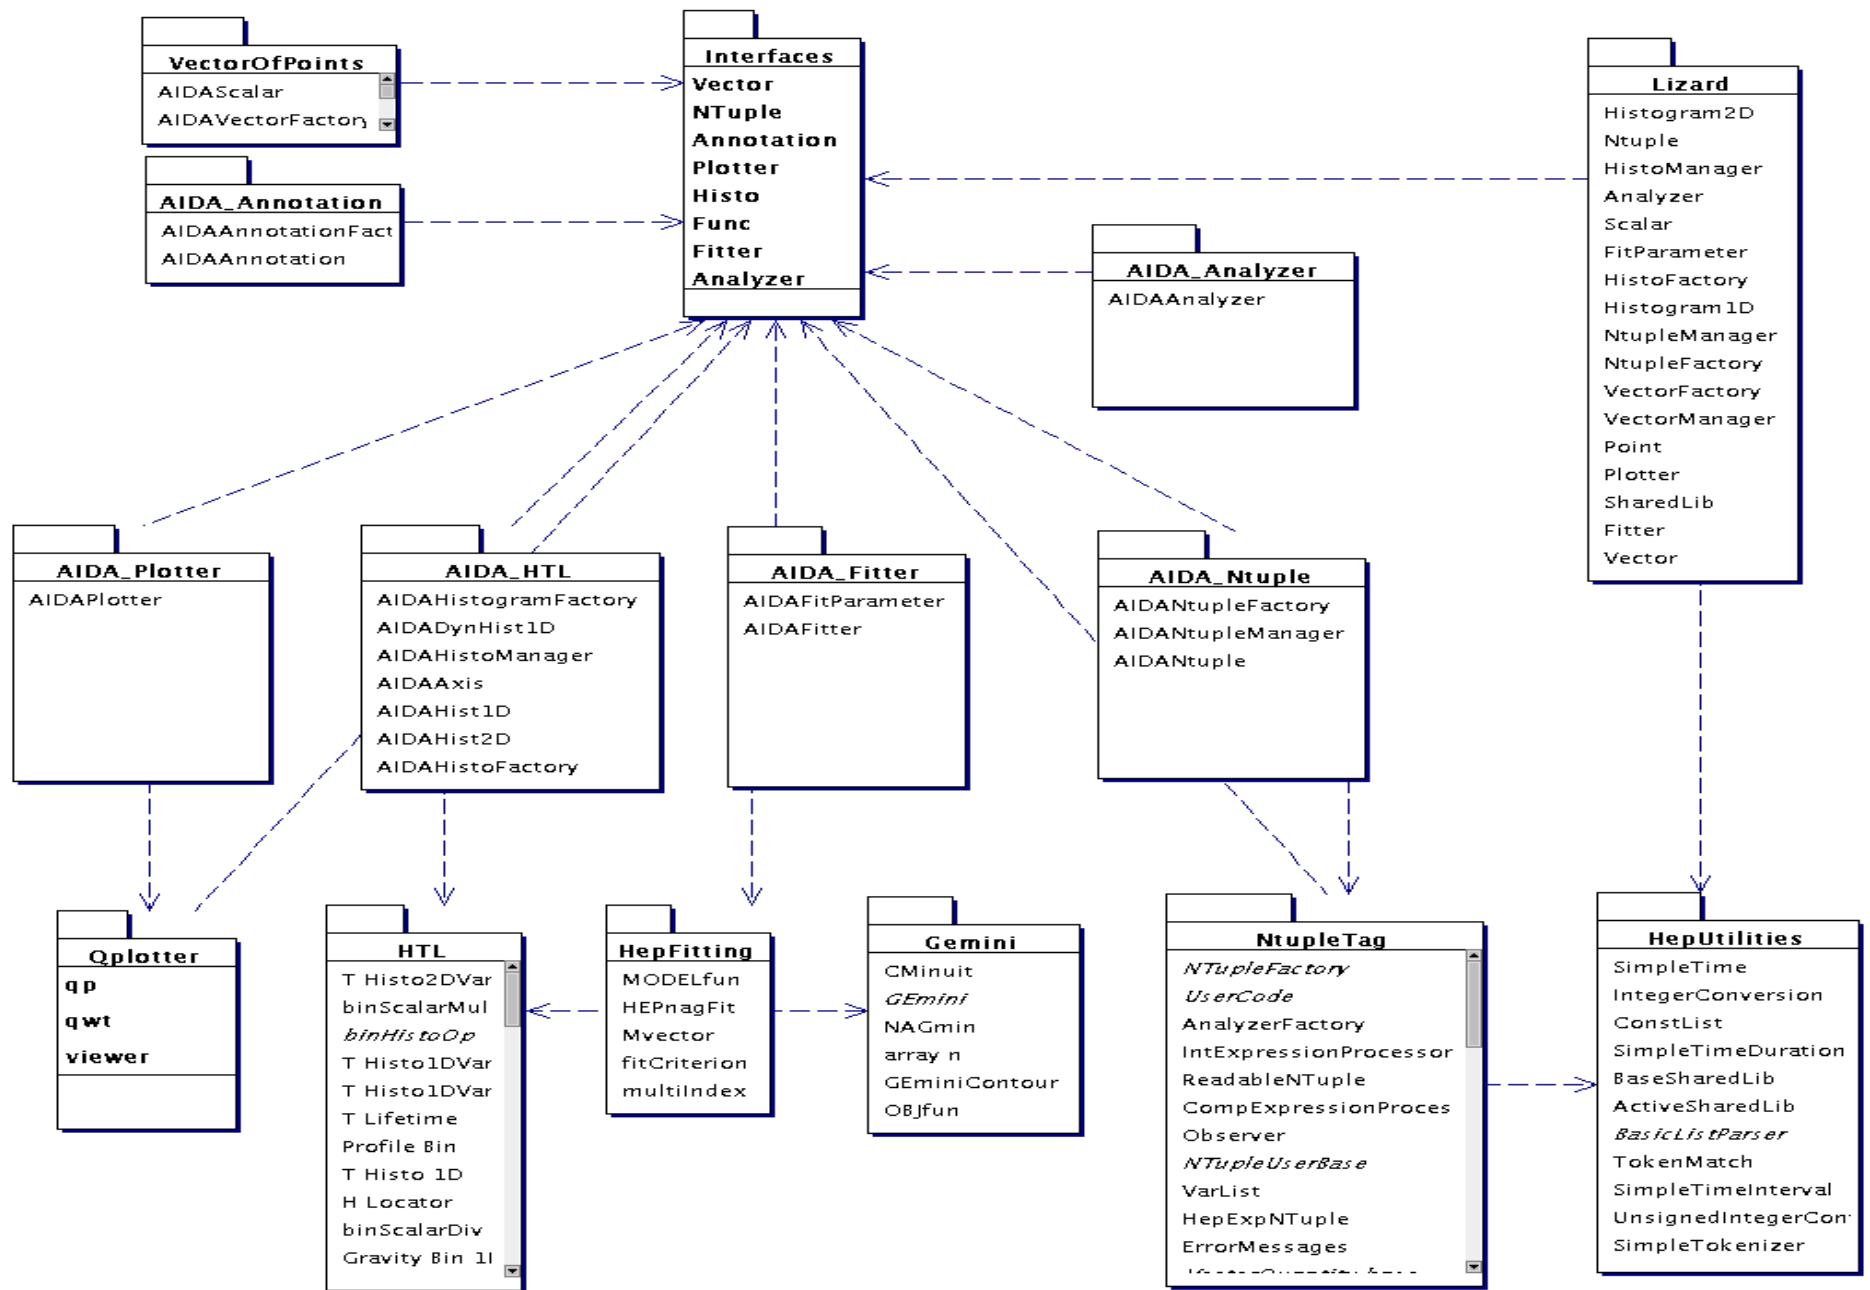 VectorOfPoints
AIDAScalar
AIDAVectorFactory
AIDA_Annotation
AIDAAnnotationFact
AIDAAnnotation
Interfaces
Vector
NTuple
Annotation
Plotter
Histo
Func
Fitter
Analyzer
AIDA_Analyzer
AIDAAnalyzer
Lizard
Histogram2D
Ntuple
HistoManager
Analyzer
Scalar
FitParameter
HistoFactory
Histogram1D
NtupleManager
NtupleFactory
VectorFactory
VectorManager
Point
Plotter
SharedLib
Fitter
Vector
AIDA_Plotter
AIDAPlotter
AIDA_HTL
AIDAHistogramFactory
AIDADynHist1D
AIDAHistoManager
AIDAAxis
AIDAHist1D
AIDAHist2D
AIDAHistoFactory
AIDA_Fitter
AIDAFitParameter
AIDAFitter
AIDA_Ntuple
AIDANtupleFactory
AIDANtupleManager
AIDANtuple
Qplotter
qp
qwt
viewer
HTL
T Histo2DVar
binScalarMul
binHistoOp
T Histo1DVar
T Histo1DVar
T Lifetime
Profile Bin
T Histo 1D
H Locator
binScalarDiv
Gravity Bin 1I
HepFitting
MODELfun
HEPnagFit
Mvector
fitCriterion
multiIndex
Gemini
CMinuit
GEmini
NAGmin
array n
GEminiContour
OBJfun
NtupleTag
NTupleFactory
UserCode
AnalyzerFactory
IntExpressionProcessor
ReadableNTuple
CompExpressionProces
Observer
NTupleUserBase
VarList
HepExpNTuple
ErrorMessages
HepUtilities
SimpleTime
IntegerConversion
ConstList
SimpleTimeDuration
BaseSharedLib
ActiveSharedLib
BasicListParser
TokenMatch
SimpleTimeInterval
UnsignedIntegerCon
SimpleTokenizer